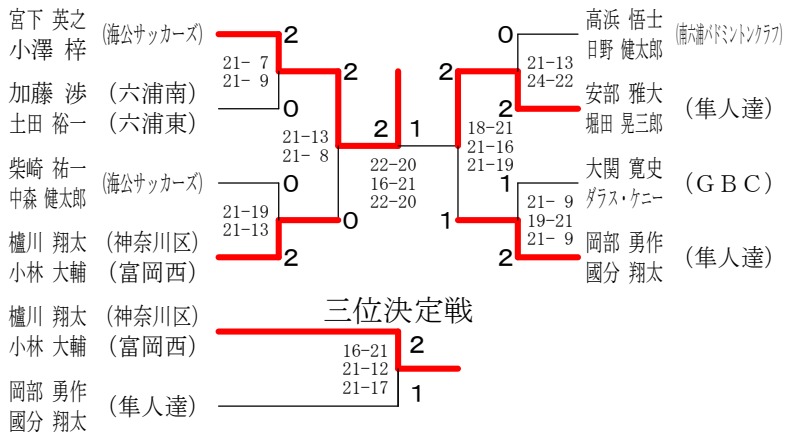 宮下 英之
小澤 梓
(海公サッカーズ)
2
21- 7
21- 9
加藤 渉 (六浦南)
土田 裕一 (六浦東)
0
2
21-13
21- 8
柴崎 祐一
中森 健太郎
(海公サッカーズ)
0
21-19
21-13
0
櫨川 翔太 (神奈川区)
小林 大輔 (富岡西)
2
2 1
22-20
16-21
22-20
高浜 悟士
日野 健太郎
(南六浦バドミントンクラブ)
0
21-13
24-22
2
安部 雅大
堀田 晃三郎
(隼人達)
2
18-21
21-16
21-19
大関 寛史
ダラス・ケニー
(GBC)
1
21- 9
19-21
21- 9
1
岡部 勇作
國分 翔太
(隼人達)
2
三位決定戦
櫨川 翔太 (神奈川区)
小林 大輔 (富岡西)
2
16-21
21-12
21-17
岡部 勇作
國分 翔太
(隼人達)
1